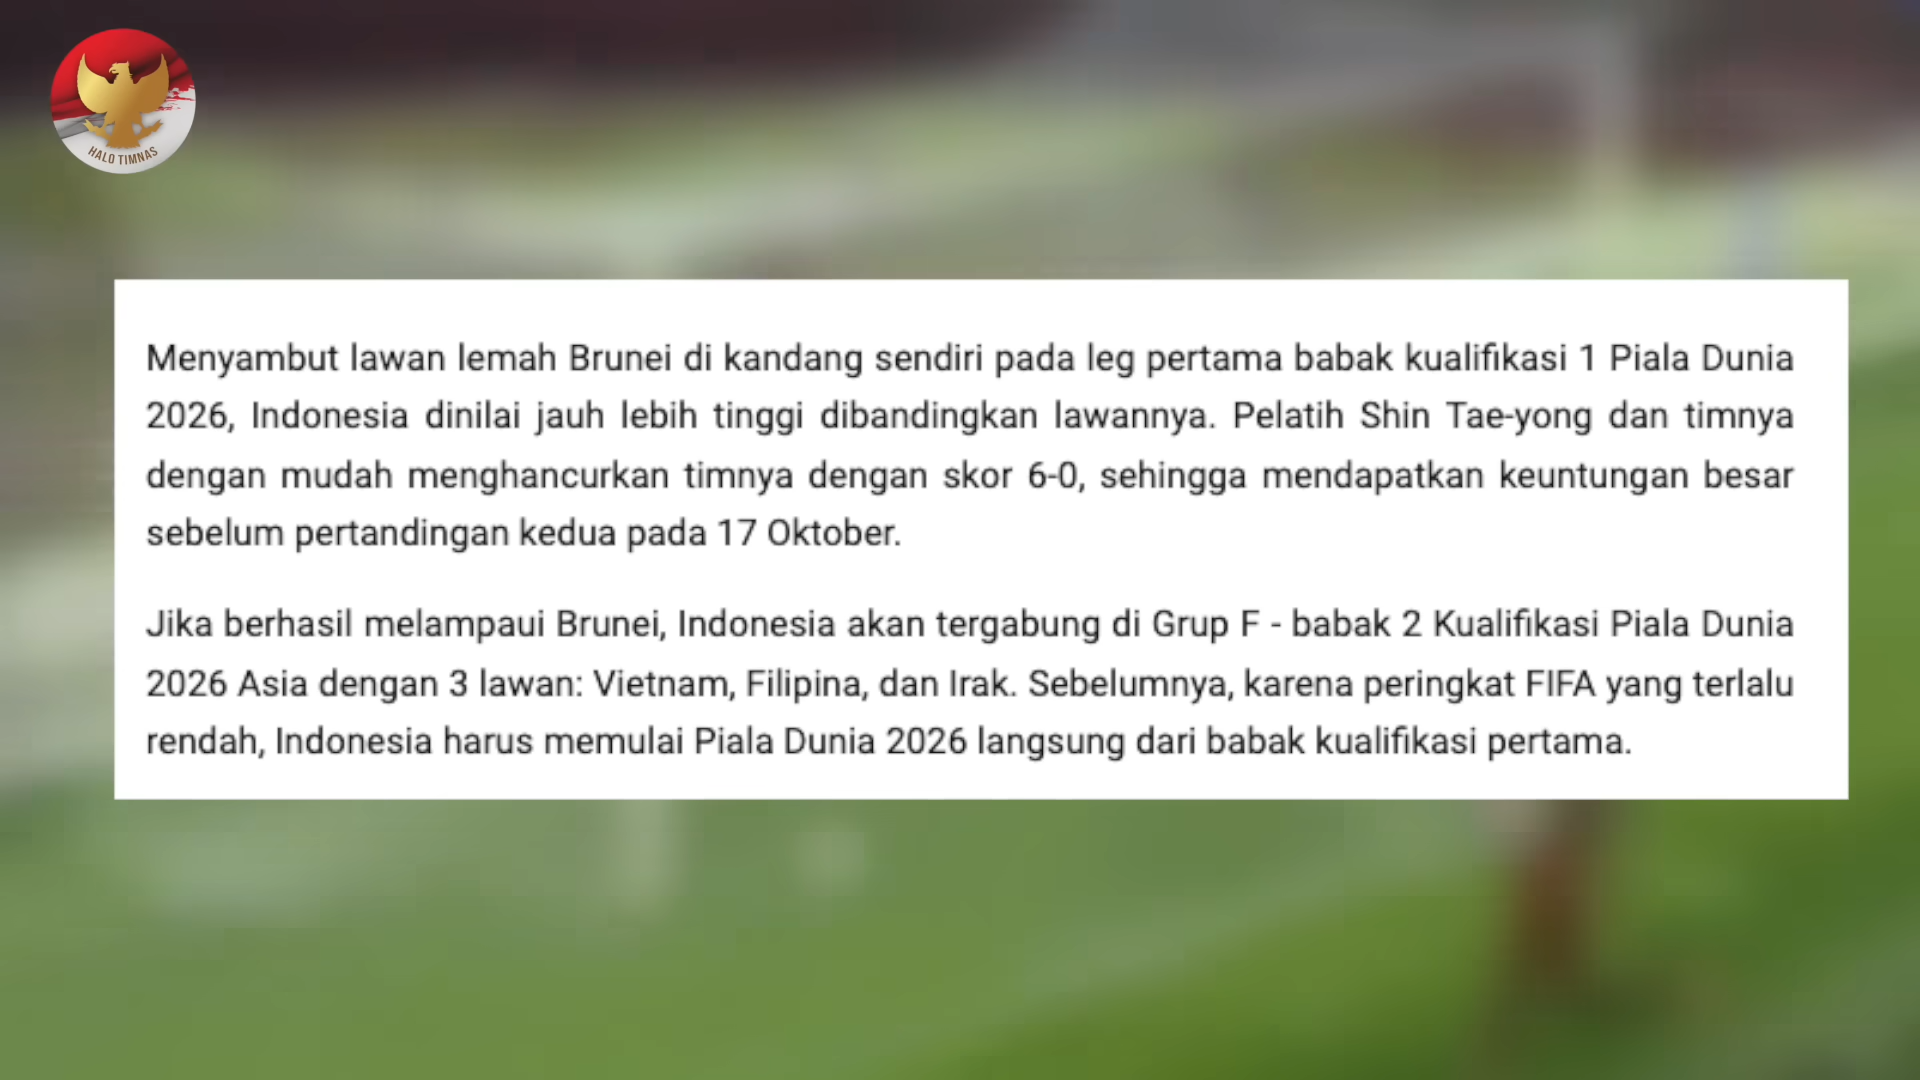 HALO TIMNAS
Menyambut lawan lemah Brunei di kandang sendiri pada leg pertama babak kualifikasi 1 Piala Dunia
2026, Indonesia dinilai jauh lebih tinggi dibandingkan lawannya. Pelatih Shin Tae-yong dan timnya
dengan mudah menghancurkan timnya dengan skor 6-0, sehingga mendapatkan keuntungan besar
sebelum pertandingan kedua pada 17 Oktober.
Jika berhasil melampaui Brunei, Indonesia akan tergabung di Grup F - babak 2 Kualifikasi Piala Dunia
2026 Asia dengan 3 lawan: Vietnam, Filipina, dan Irak. Sebelumnya, karena peringkat FIFA yang terlalu
rendah, Indonesia harus memulai Piala Dunia 2026 langsung dari babak kualifikasi pertama.